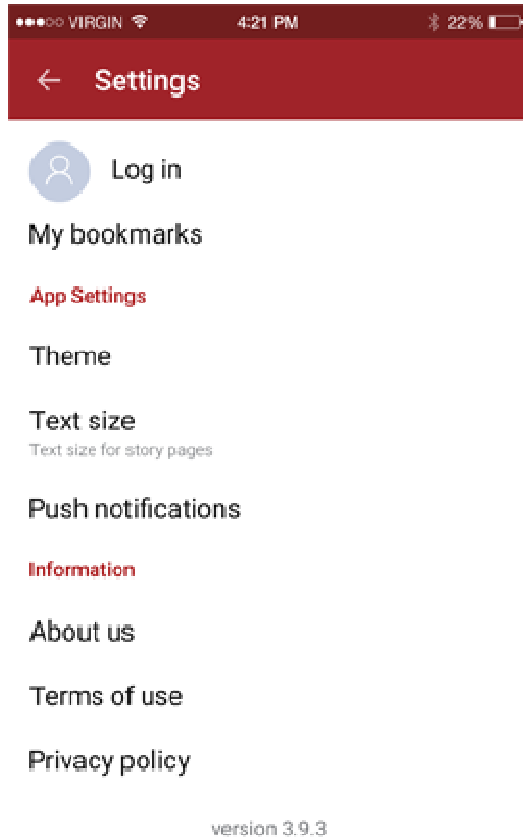 VIRGIN 4:21 PM 22%
Settings
Log in
My bookmarks
App Settings
Theme
Text size
Text size for story pages
Push notifications
Information
About us
Terms of use
Privacy policy
version 3.9.3